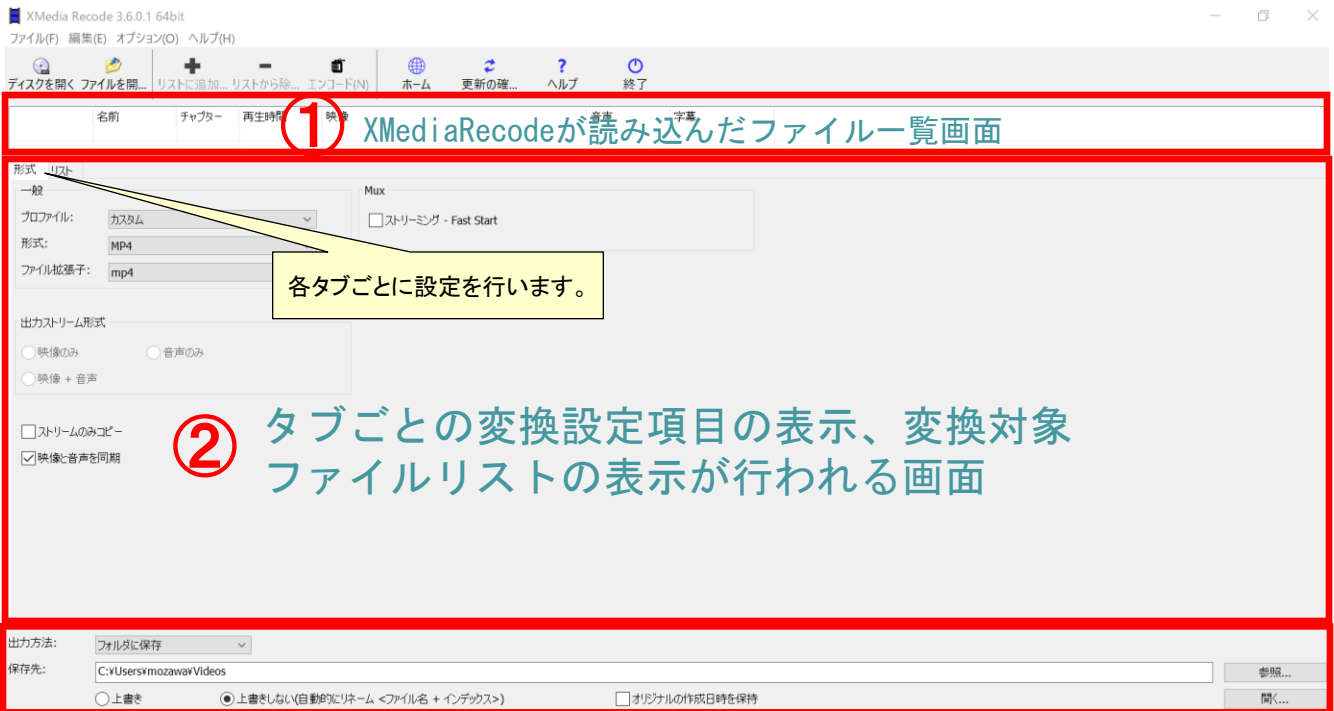 XMedia Recode 3.6.0.1 64bit
ファイル(F) 編集(E) オプション(O) ヘルプ(H)
ディスクを開く ファイルを開... リストに追加... リストから除... エンコード(N) ホーム 更新の確... ヘルプ 終了
名前 チャプター 再生時間 映像 音声 字幕
① XMediaRecodeが読み込んだファイル一覧画面
形式 リスト
一般 Mux
プロファイル: カスタム ストリーミング - Fast Start
形式: MP4
ファイル拡張子: mp4
各タブごとに設定を行います。
出力ストリーム形式
映像のみ 音声のみ
映像 + 音声
ストリームのみコピー
映像と音声を同期
② タブごとの変換設定項目の表示、変換対象
ファイルリストの表示が行われる画面
出力方法: フォルダに保存
保存先: C:¥Users¥mozawa¥Videos 参照...
上書き 上書きしない(自動的にリネーム <ファイル名 + インデックス>) オリジナルの作成日時を保持 開く...